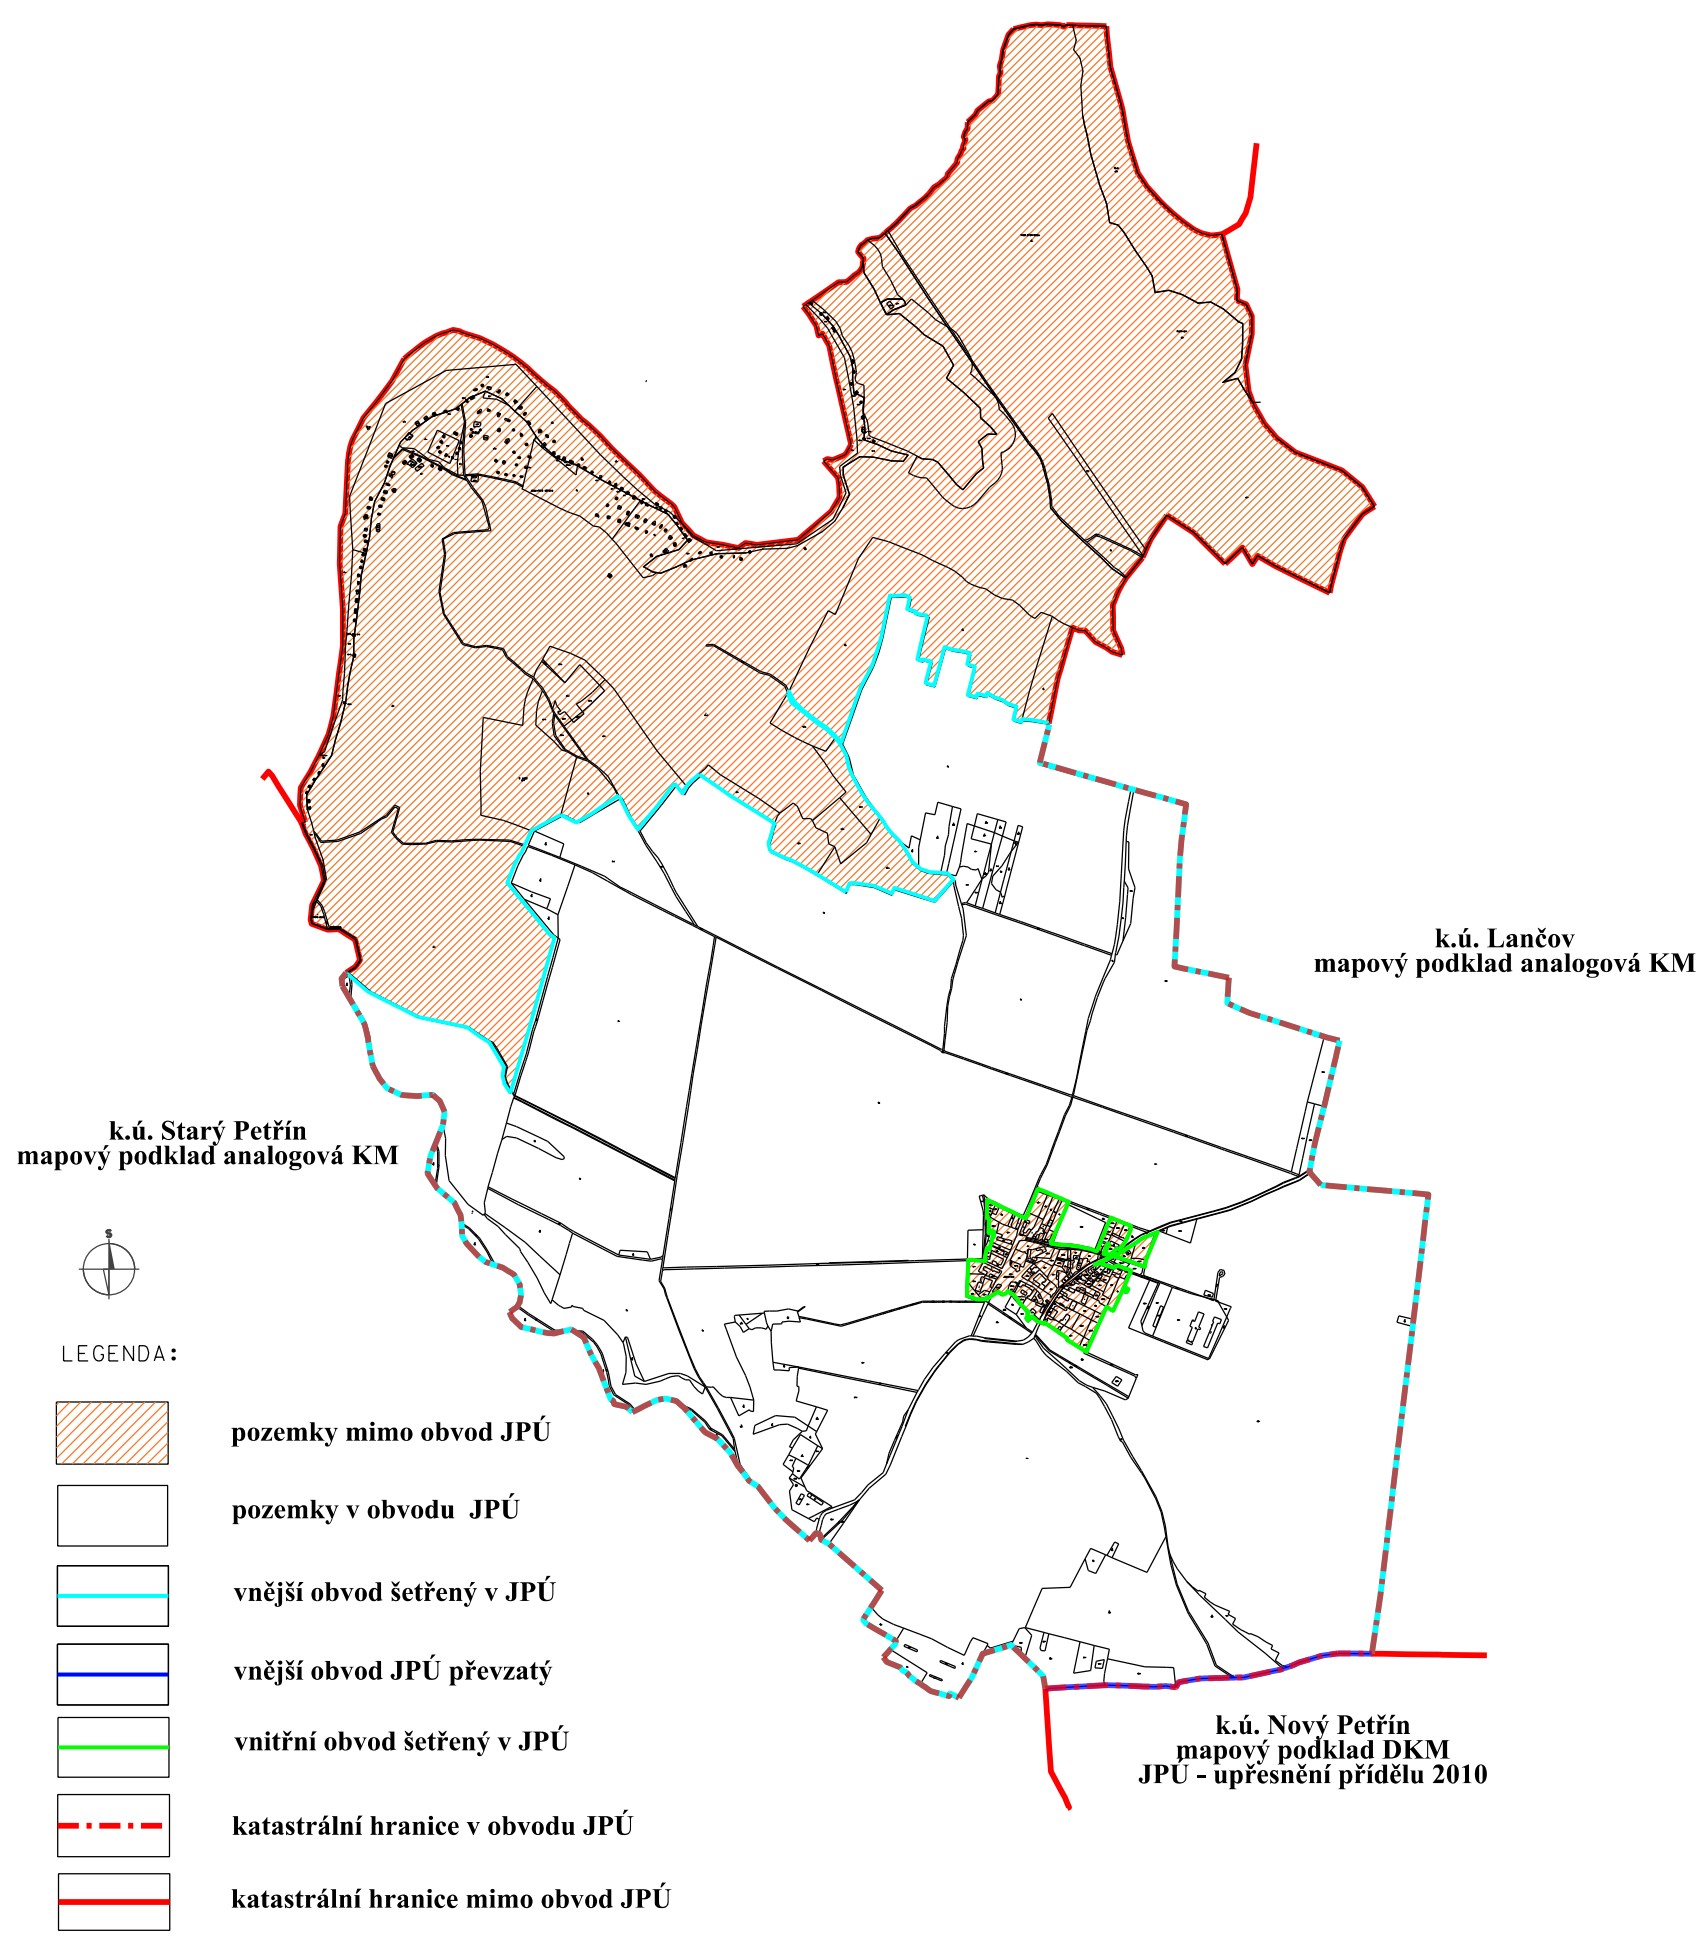 k.ú. Lančov
mapový podklad analogová KM
k.ú. Starý Petřín
mapový podklad analogová KM
S
LEGENDA:
pozemky mimo obvod JPÚ
pozemky v obvodu JPÚ
vnější obvod šetřený v JPÚ
vnější obvod JPÚ převzatý
vnitřní obvod šetřený v JPÚ
katastrální hranice v obvodu JPÚ
katastrální hranice mimo obvod JPÚ
k.ú. Nový Petřín
mapový podklad DKM
JPÚ - upřesnění přídělu 2010